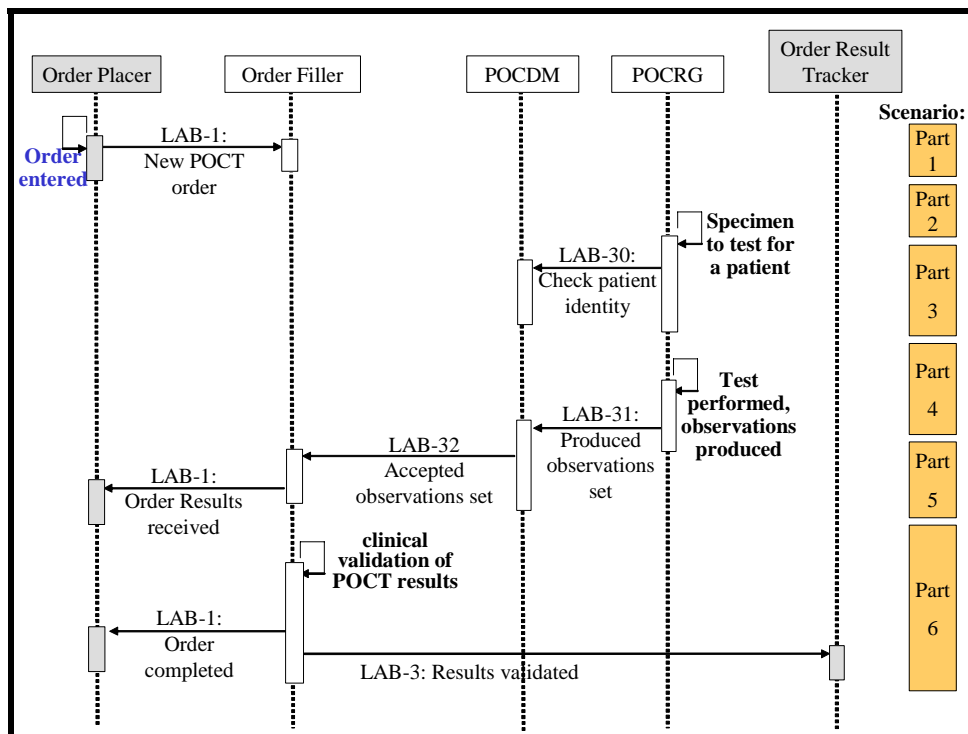 Order Placer
Order Filler
POCDM
POCRG
Order Result
Tracker
Scenario:
Order
entered
LAB-1:
New POCT
order
Part
1
Part
2
Specimen
to test for
a patient
LAB-30:
Check patient
identity
Part
3
Test
performed,
observations
produced
Part
4
LAB-31:
Produced
observations
set
LAB-32
Accepted
observations set
LAB-1:
Order Results
received
Part
5
clinical
validation of
POCT results
LAB-1:
Order
completed
LAB-3: Results validated
Part
6